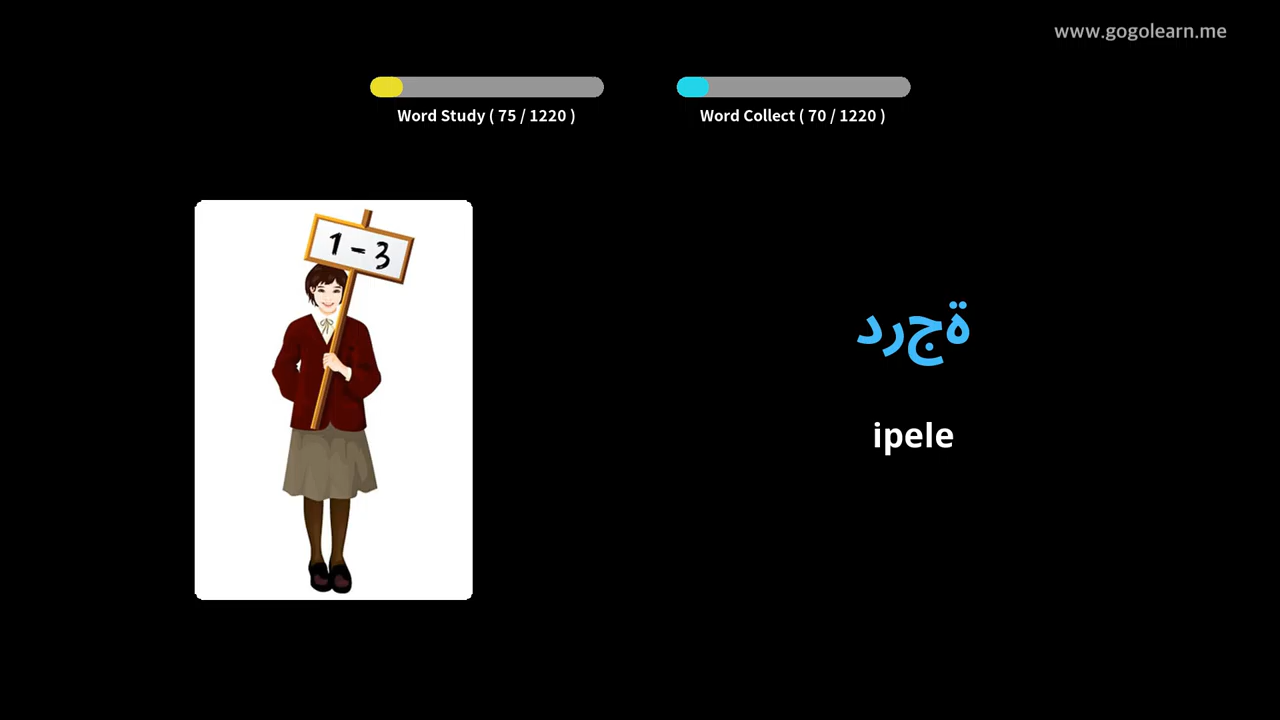 www.gogolearn.me
Word Study ( 75 / 1220 )
Word Collect ( 70 / 1220 )
1 - 3
ةجرد
ipele